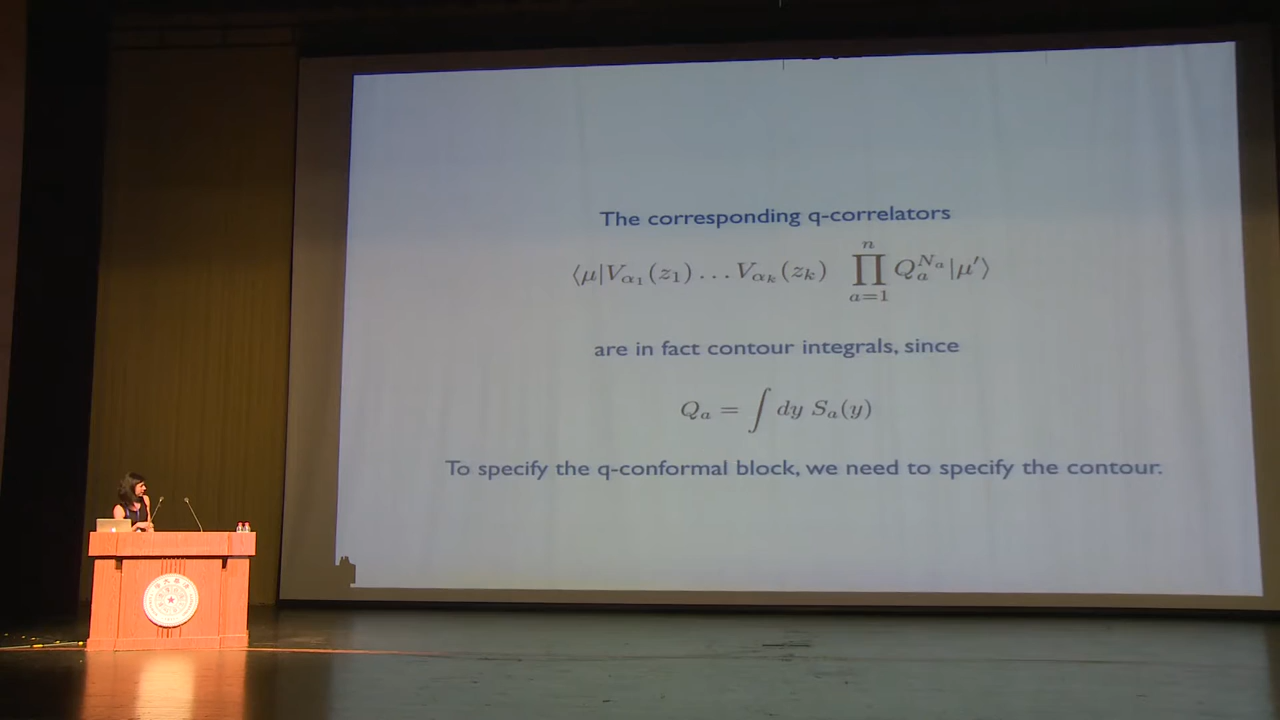 The corresponding q-correlators
⟨μ|V_{α_1}(z_1) . . . V_{α_k}(z_k) ∏_{a=1}^{n} Q_a^{N_a}|μ′⟩
are in fact contour integrals, since
Q_a = ∫ dy S_a(y)
To specify the q-conformal block, we need to specify the contour.